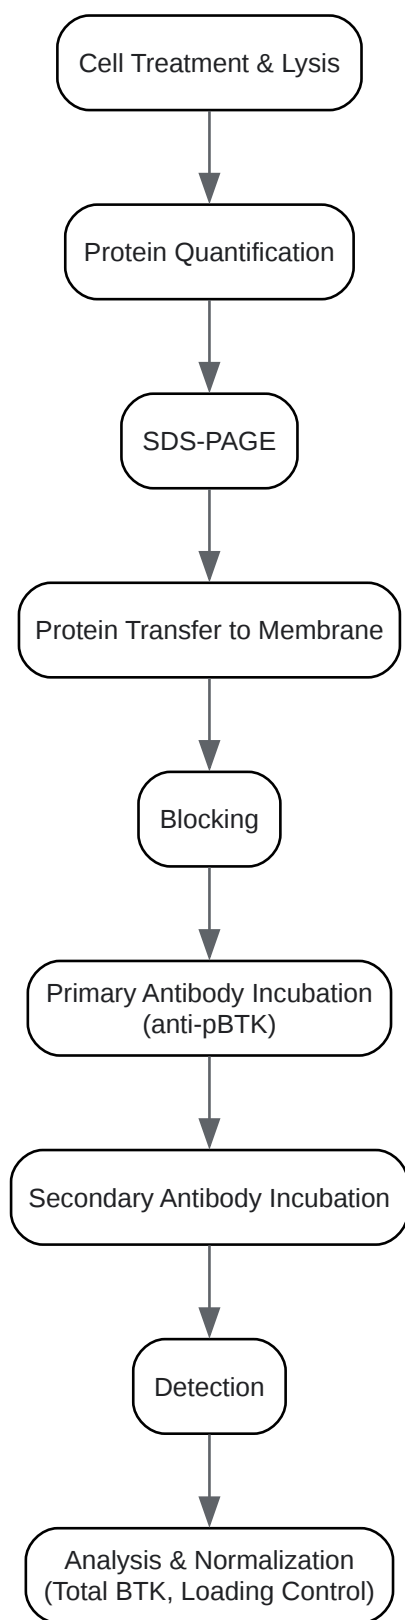 Cell Treatment & Lysis
Protein Quantification
SDS-PAGE
Protein Transfer to Membrane
Blocking
Primary Antibody Incubation
(anti-pBTK)
Secondary Antibody Incubation
Detection
Analysis & Normalization
(Total BTK, Loading Control)